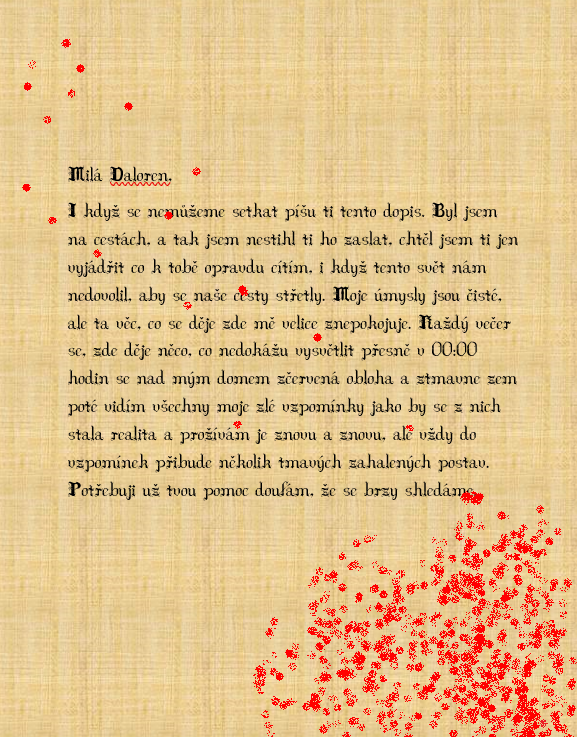 Milá Daloren,
I když se nemůžeme setkat píšu ti tento dopis. Byl jsem
na cestách, a tak jsem nestihl ti ho zaslat, chtěl jsem ti jen
vyjádřit co k tobě opravdu cítím, i když tento svět nám
nedovolil, aby se naše cesty střetly. Moje úmysly jsou čisté,
ale ta věc, co se děje zde mě velice znepokojuje. Každý večer
se, zde děje něco, co nedokážu vysvětlit přesně v 00:00
hodin se nad mým domem zčervená obloha a ztmavne zem
poté vidím všechny moje zlé vzpomínky jako by se z nich
stala realita a prožívám je znovu a znovu, ale vždy do
vzpomínek přibude několik tmavých zahalených postav.
Potřebuji už tvou pomoc doufám, že se brzy shledáme